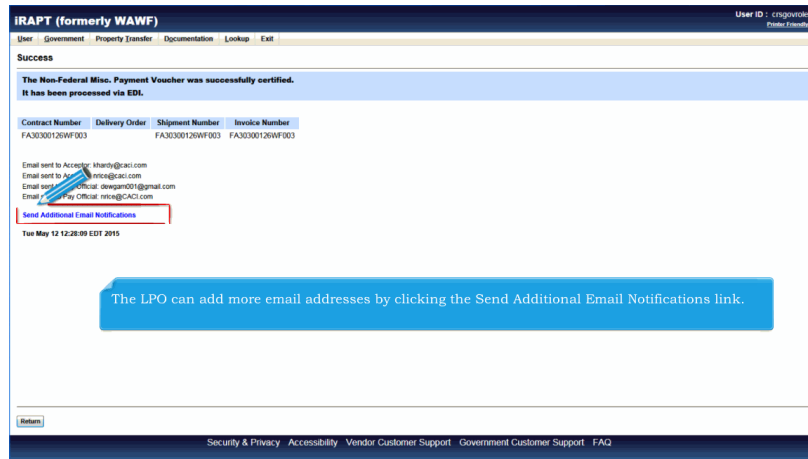 iRAPT (formerly WAWF)
User ID : crsgovrole
Printer Friendly
User Government Property Transfer Documentation Lookup Exit
Success
The Non-Federal Misc. Payment Voucher was successfully certified.
It has been processed via EDI.
Contract Number Delivery Order Shipment Number Invoice Number
FA30300126WF003 FA30300126WF003 FA30300126WF003
Email sent to Acceptor: khardy@caci.com
Email sent to nrice@caci.com
Email sent Official: dewgam001@gmail.com
Email Pay Official: nrice@CACI.com
Send Additional Email Notifications
Tue May 12 12:28:09 EDT 2015
The LPO can add more email addresses by clicking the Send Additional Email Notifications link.
Return
Security & Privacy Accessibility Vendor Customer Support Government Customer Support FAQ